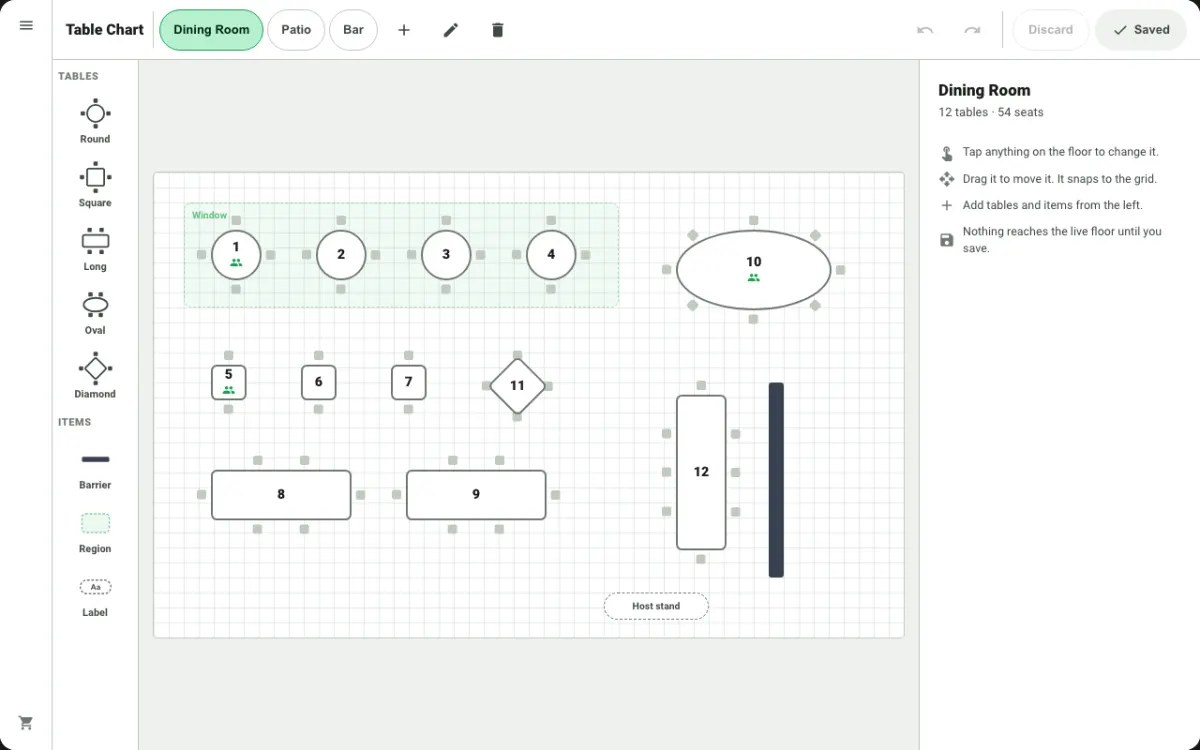 Table Chart
Dining Room
Patio
Bar
Discard
Saved
TABLES
Round
Square
Long
Oval
Diamond
ITEMS
Barrier
Region
Aa
Label
Window
1
2
3
4
10
5
6
7
11
12
8
9
Host stand
Dining Room
12 tables · 54 seats
Tap anything on the floor to change it.
Drag it to move it. It snaps to the grid.
Add tables and items from the left.
Nothing reaches the live floor until you
save.